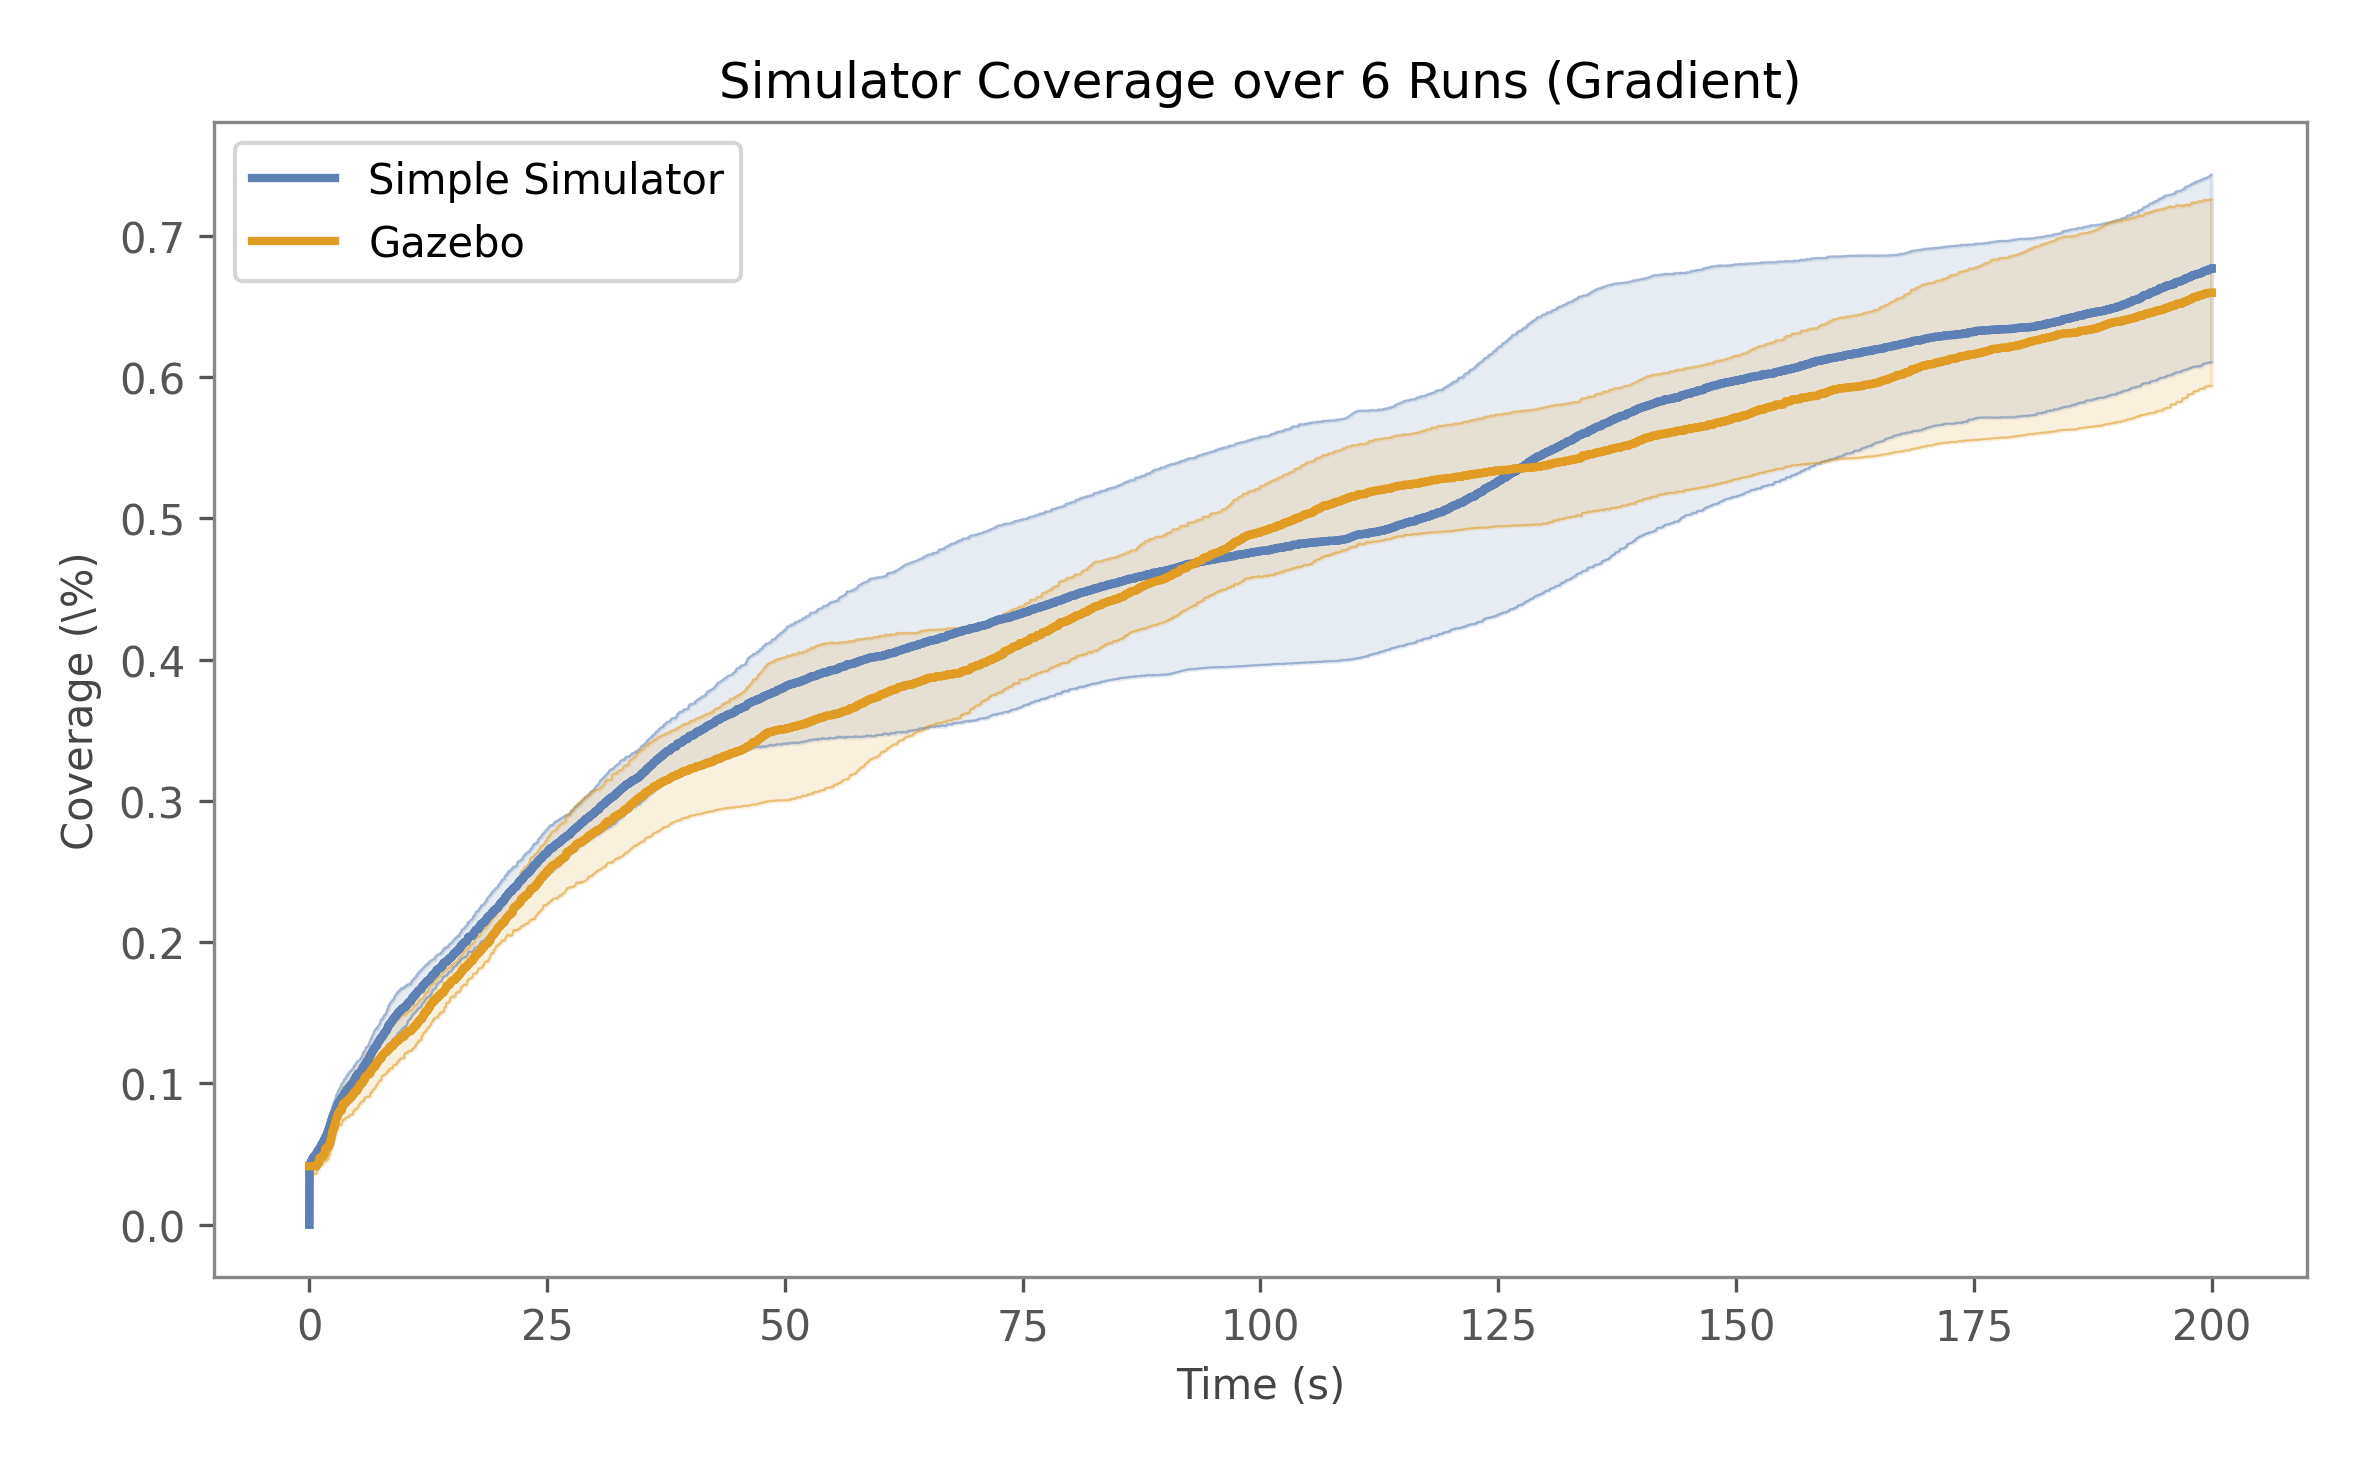 Simulator Coverage over 6 Runs (Gradient)
Simple Simulator
Gazebo
Coverage (\%)
0.7
0.6
0.5
0.4
0.3
0.2
0.1
0.0
0 25 50 75 100 125 150 175 200
Time (s)